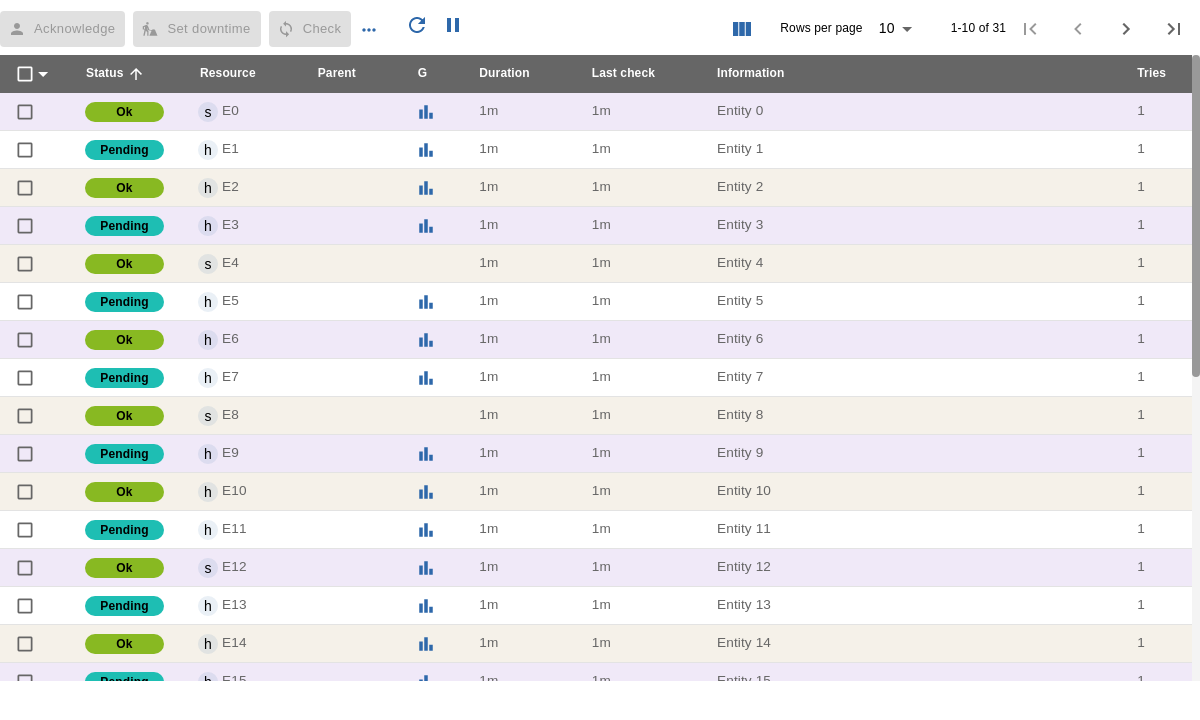 Acknowledge Set downtime Check Rows per page 10 1-10 of 31
Status Resource Parent G Duration Last check Information Tries
Ok s E0 1m 1m Entity 0 1
Pending h E1 1m 1m Entity 1 1
Ok h E2 1m 1m Entity 2 1
Pending h E3 1m 1m Entity 3 1
Ok s E4 1m 1m Entity 4 1
Pending h E5 1m 1m Entity 5 1
Ok h E6 1m 1m Entity 6 1
Pending h E7 1m 1m Entity 7 1
Ok s E8 1m 1m Entity 8 1
Pending h E9 1m 1m Entity 9 1
Ok h E10 1m 1m Entity 10 1
Pending h E11 1m 1m Entity 11 1
Ok s E12 1m 1m Entity 12 1
Pending h E13 1m 1m Entity 13 1
Ok h E14 1m 1m Entity 14 1
Pending h E15 1m 1m Entity 15 1